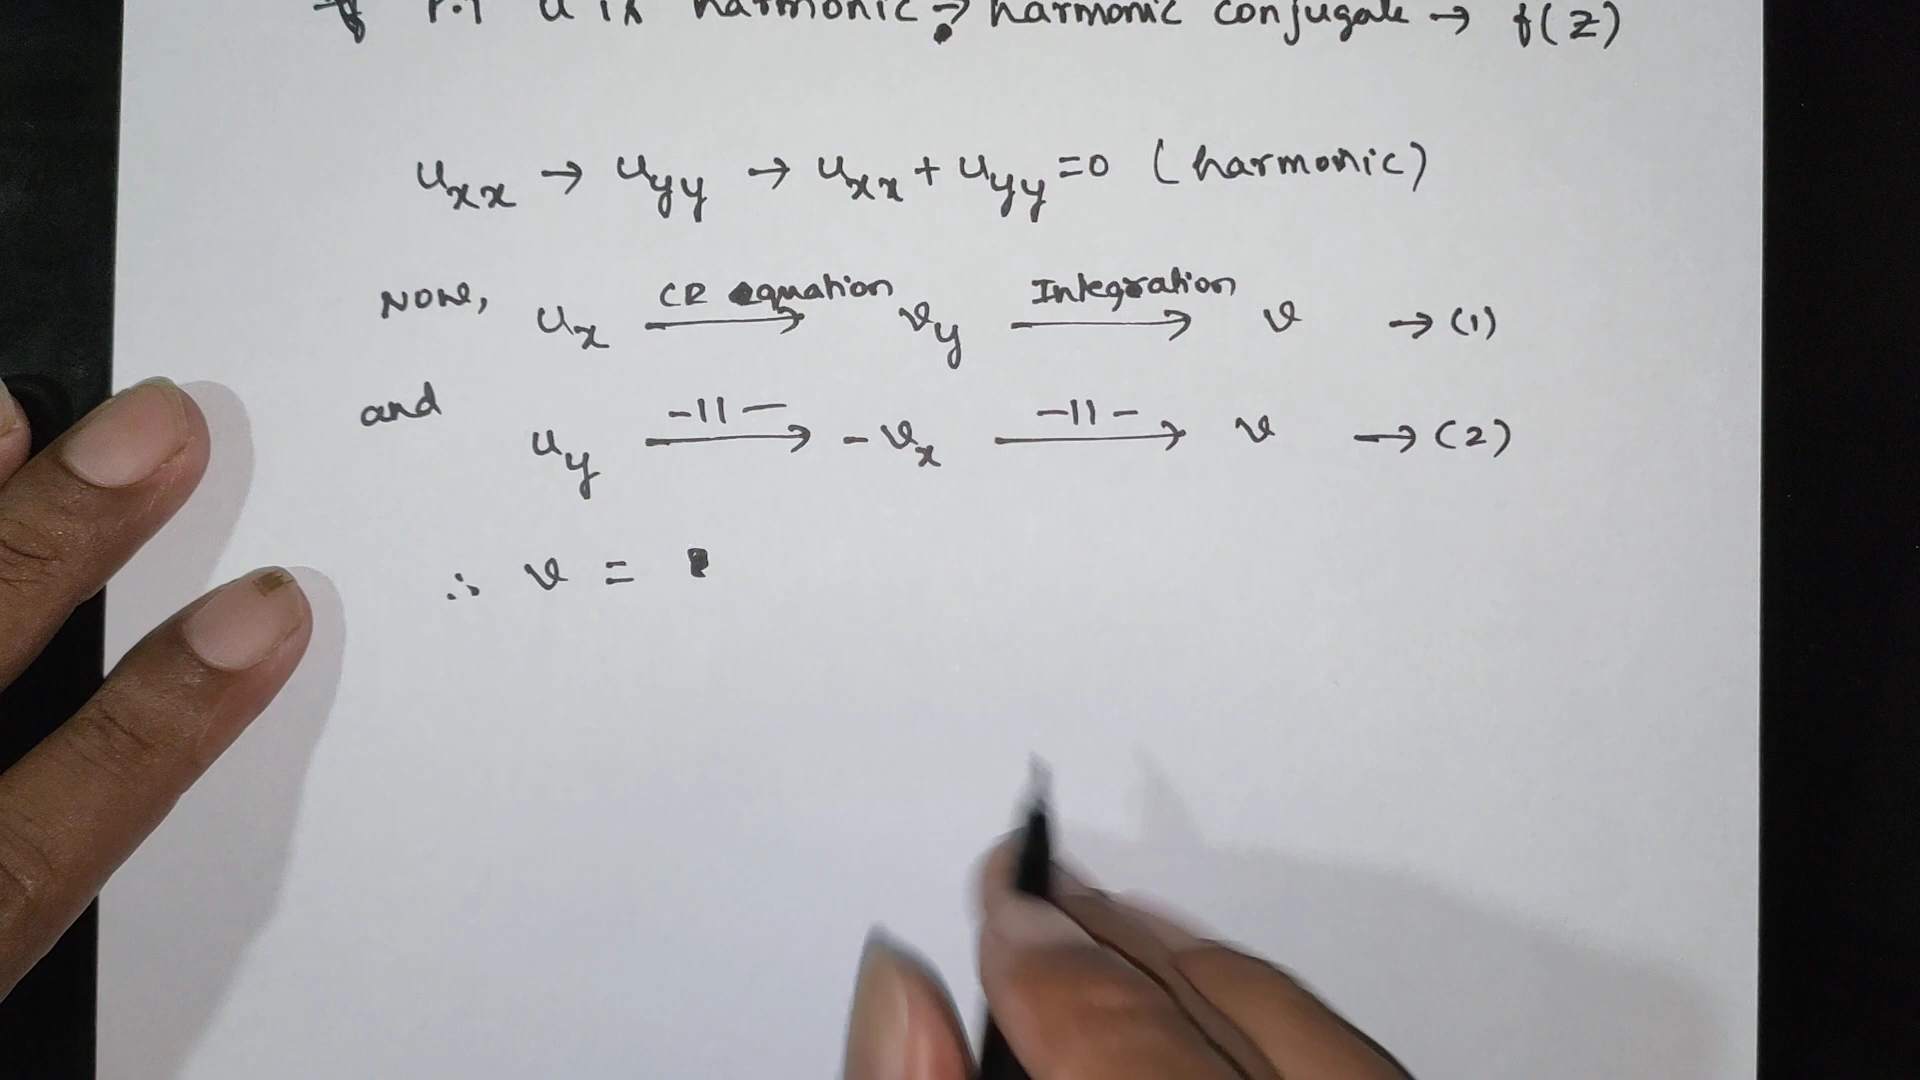 P.T u is harmonic → harmonic conjugate → f(z)
uxx → uyy → uxx + uyy = 0 (harmonic)
Now, ux CR equation → vy Integration → v → (1)
and uy -11- → -vx -11- → v → (2)
∴ v =